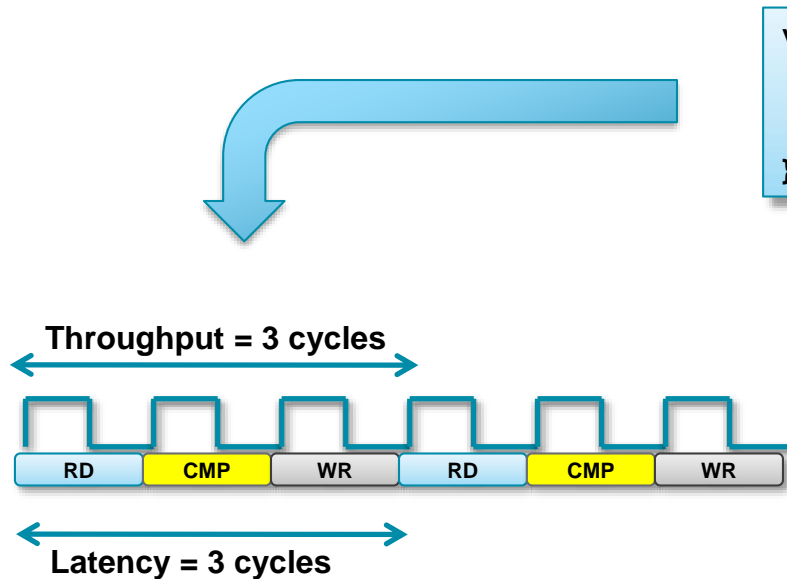 Throughput = 3 cycles
RD CMP WR RD CMP WR
Latency = 3 cycles